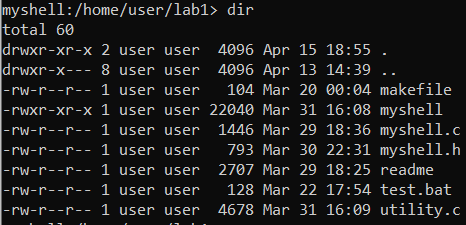 myshell:/home/user/lab1> dir
total 60
drwxr-xr-x 2 user user  4096 Apr 15 18:55 .
drwxr-x--- 8 user user  4096 Apr 13 14:39 ..
-rw-r--r-- 1 user user   104 Mar 20 00:04 makefile
-rwxr-xr-x 1 user user 22040 Mar 31 16:08 myshell
-rw-r--r-- 1 user user  1446 Mar 29 18:36 myshell.c
-rw-r--r-- 1 user user   793 Mar 30 22:31 myshell.h
-rw-r--r-- 1 user user  2707 Mar 29 18:25 readme
-rw-r--r-- 1 user user   128 Mar 22 17:54 test.bat
-rw-r--r-- 1 user user  4678 Mar 31 16:09 utility.c